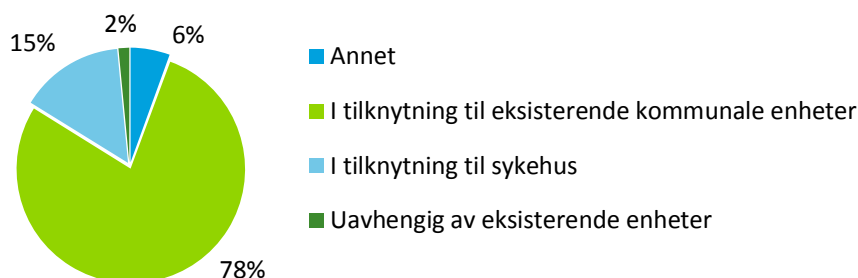 2%
6%
15%
78%
Annet
I tilknytning til eksisterende kommunale enheter
I tilknytning til sykehus
Uavhengig av eksisterende enheter